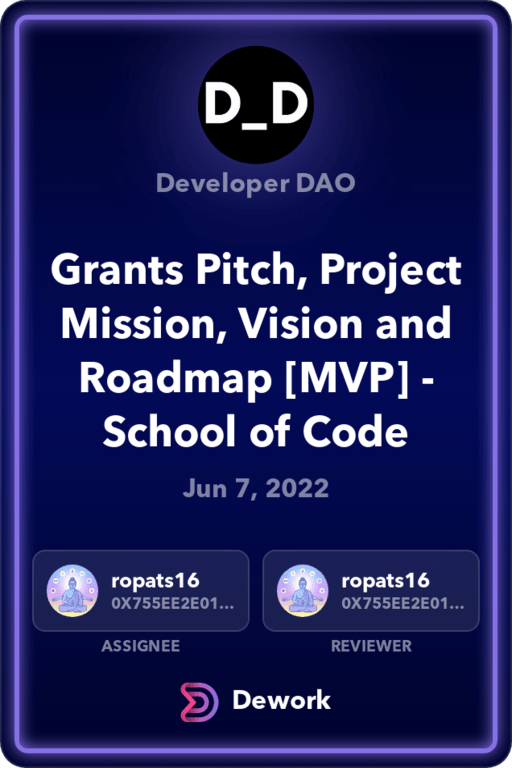 D_D
Developer DAO
Grants Pitch, Project
Mission, Vision and
Roadmap [MVP] -
School of Code
Jun 7, 2022
ropats16
0X755EE2E01...
ASSIGNEE
ropats16
0X755EE2E01...
REVIEWER
Dework